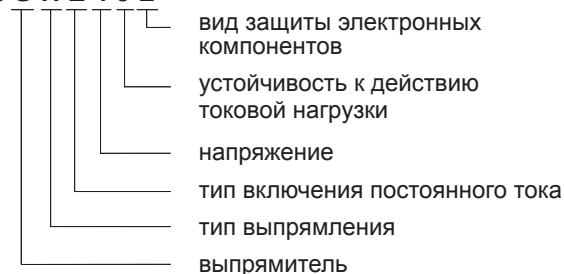 вид защиты электронных
компонентов
устойчивость к действию
токовой нагрузки
напряжение
тип включения постоянного тока
тип выпрямления
выпрямитель